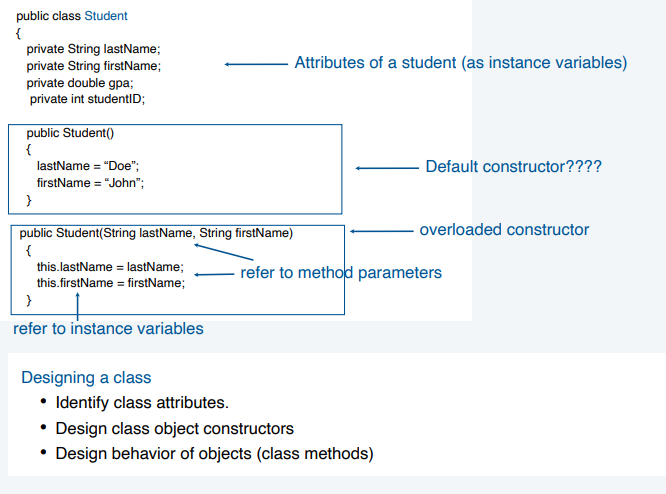 public class Student
{
private String lastName;
private String firstName;
private double gpa;
private int studentID;
Attributes of a student (as instance variables)
public Student()
{
lastName = “Doe”;
firstName = “John”;
}
Default constructor????
public Student(String lastName, String firstName)
{
this.lastName = lastName;
this.firstName = firstName;
}
overloaded constructor
refer to method parameters
refer to instance variables
Designing a class
• Identify class attributes.
• Design class object constructors
• Design behavior of objects (class methods)